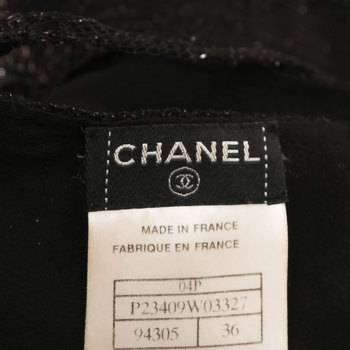 CHANEL
MADE IN FRANCE
FABRIQUE EN FRANCE
04P
P23409W03327
94305 36